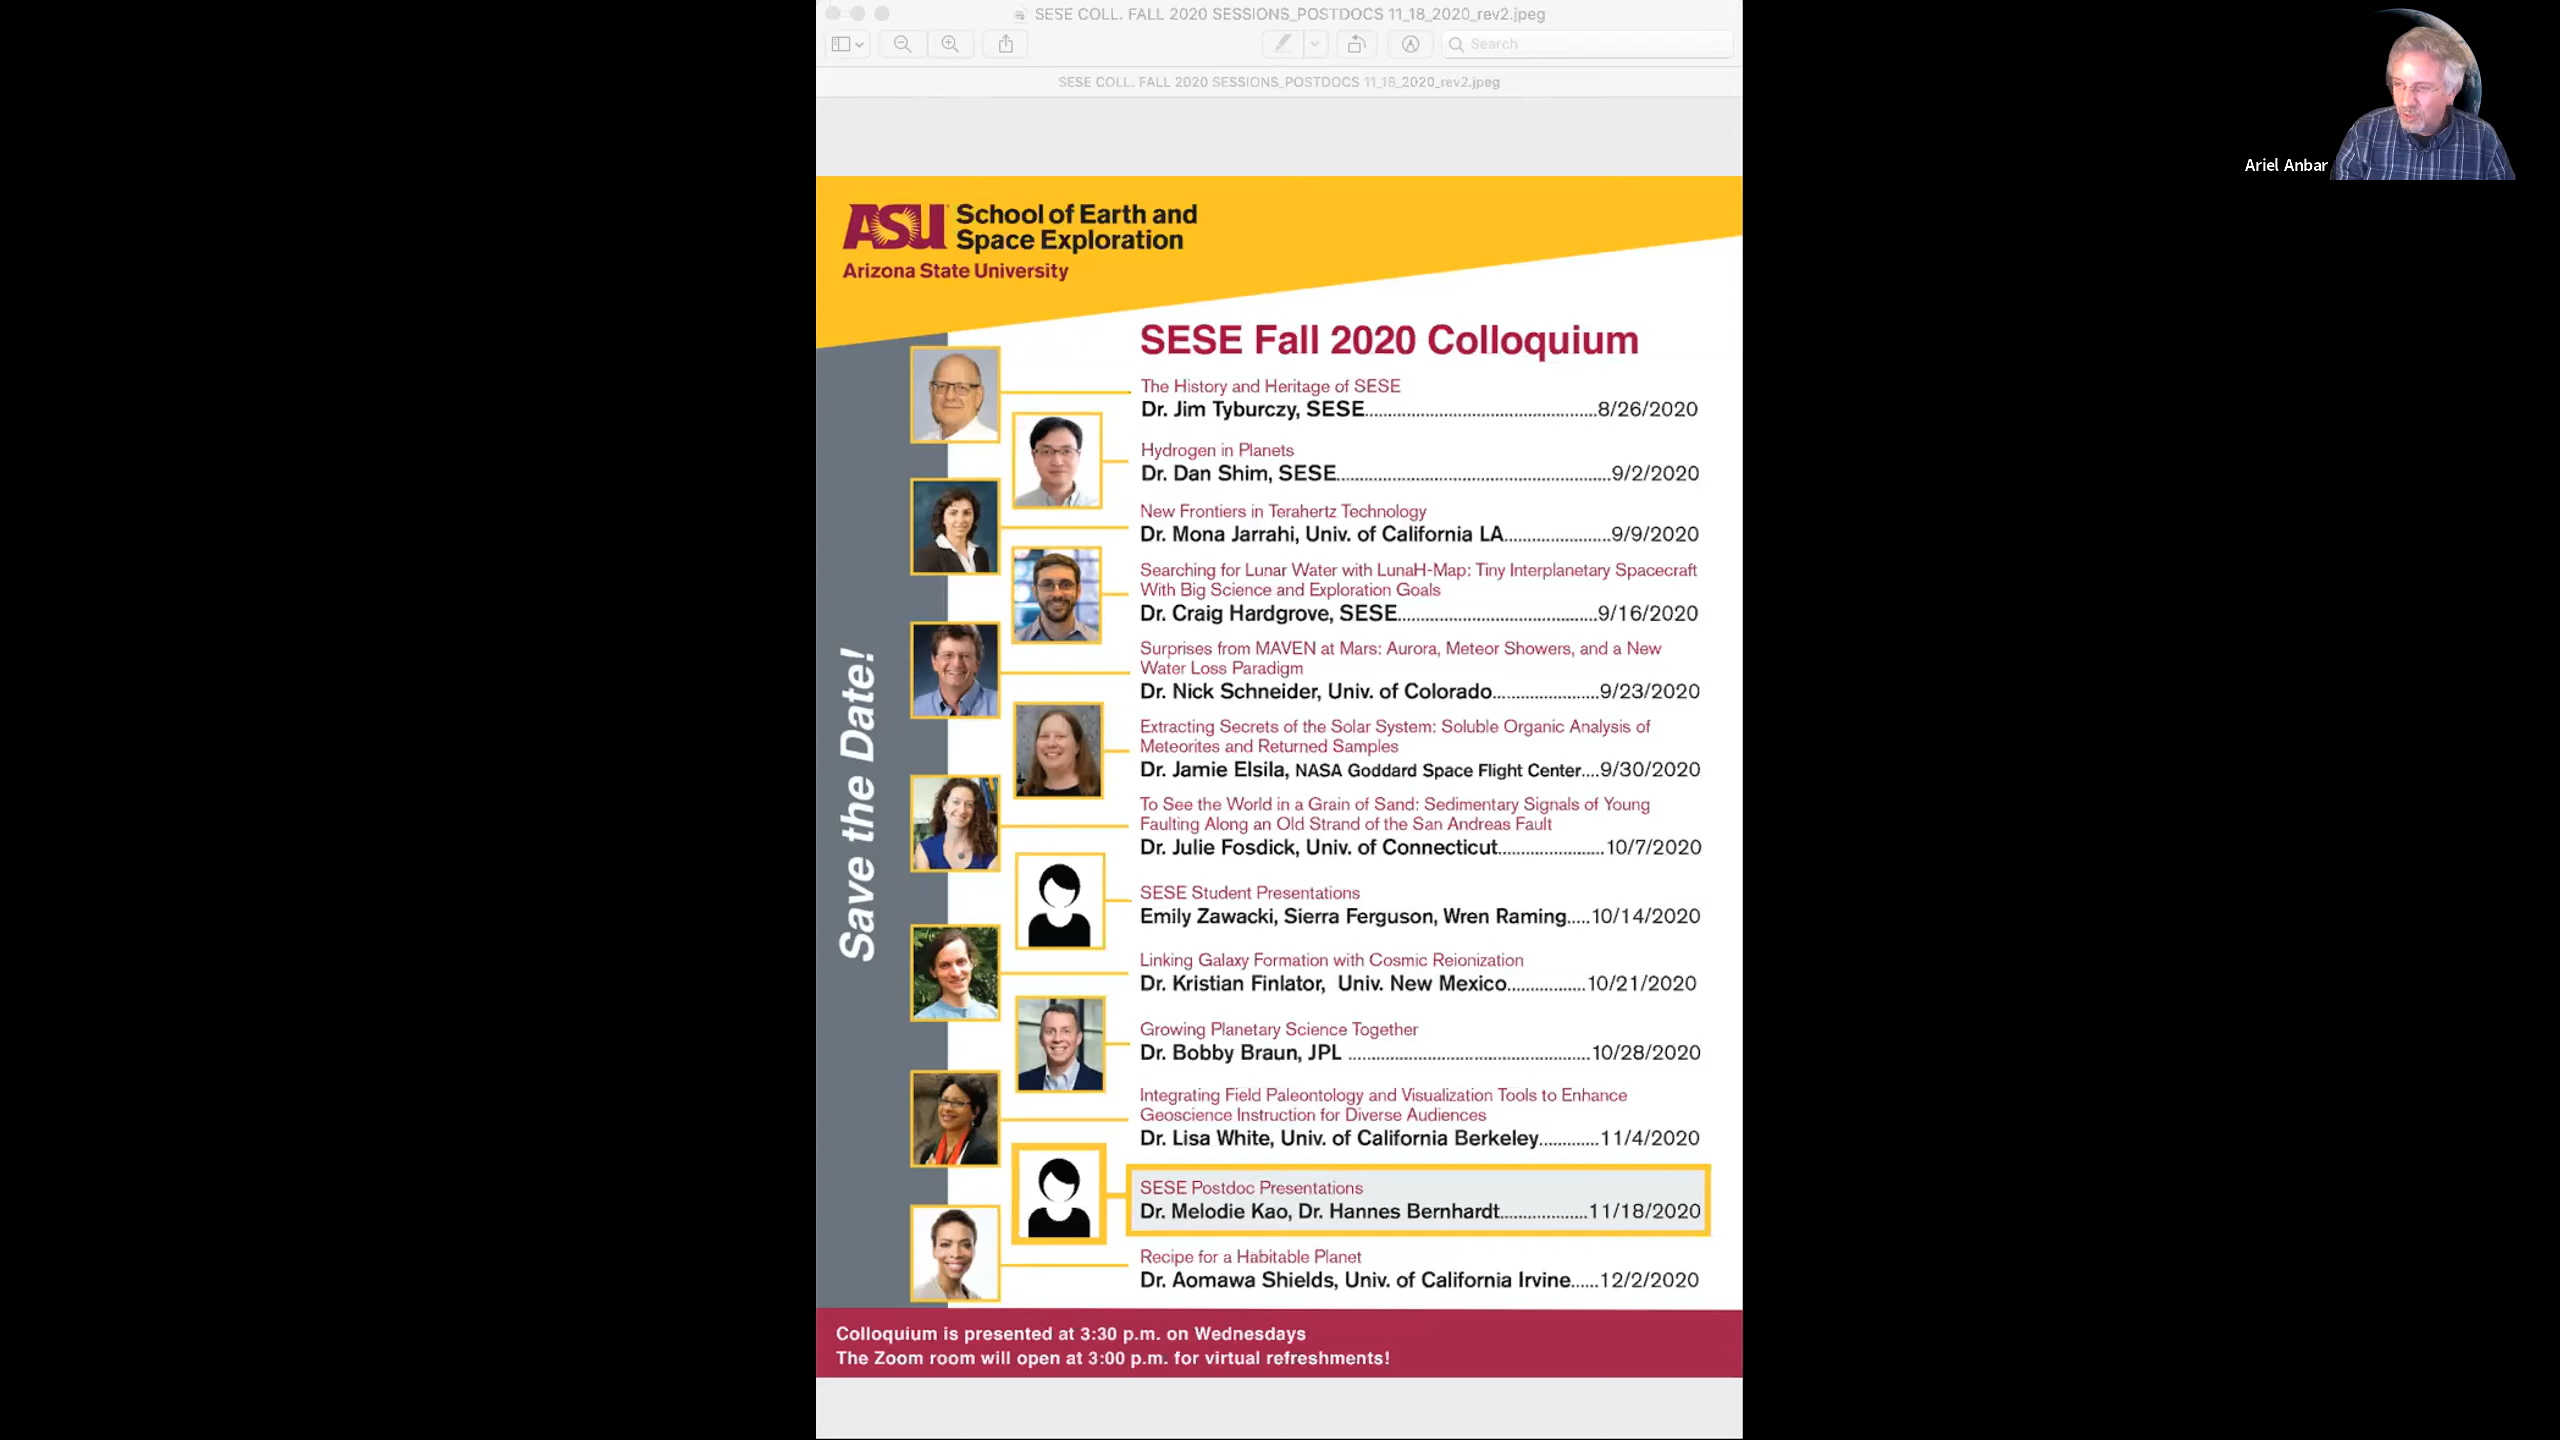 SESE COLL. FALL 2020 SESSIONS_POSTDOCS 11_18_2020_rev2.jpeg
Search
SESE COLL. FALL 2020 SESSIONS_POSTDOCS 11_18_2020_rev2.jpeg
Ariel Anbar
ASU School of Earth and
Space Exploration
Arizona State University
SESE Fall 2020 Colloquium
Save the Date!
The History and Heritage of SESE
Dr. Jim Tyburczy, SESE..............................................8/26/2020
Hydrogen in Planets
Dr. Dan Shim, SESE.......................................................9/2/2020
New Frontiers in Terahertz Technology
Dr. Mona Jarrahi, Univ. of California LA......................9/9/2020
Searching for Lunar Water with LunaH-Map: Tiny Interplanetary Spacecraft
With Big Science and Exploration Goals
Dr. Craig Hardgrove, SESE........................................9/16/2020
Surprises from MAVEN at Mars: Aurora, Meteor Showers, and a New
Water Loss Paradigm
Dr. Nick Schneider, Univ. of Colorado......................9/23/2020
Extracting Secrets of the Solar System: Soluble Organic Analysis of
Meteorites and Returned Samples
Dr. Jamie Elsila, NASA Goddard Space Flight Center....9/30/2020
To See the World in a Grain of Sand: Sedimentary Signals of Young
Faulting Along an Old Strand of the San Andreas Fault
Dr. Julie Fosdick, Univ. of Connecticut......................10/7/2020
SESE Student Presentations
Emily Zawacki, Sierra Ferguson, Wren Raming.....10/14/2020
Linking Galaxy Formation with Cosmic Reionization
Dr. Kristian Finlator, Univ. New Mexico................10/21/2020
Growing Planetary Science Together
Dr. Bobby Braun, JPL ................................................10/28/2020
Integrating Field Paleontology and Visualization Tools to Enhance
Geoscience Instruction for Diverse Audiences
Dr. Lisa White, Univ. of California Berkeley.............11/4/2020
SESE Postdoc Presentations
Dr. Melodie Kao, Dr. Hannes Bernhardt..................11/18/2020
Recipe for a Habitable Planet
Dr. Aomawa Shields, Univ. of California Irvine......12/2/2020
Colloquium is presented at 3:30 p.m. on Wednesdays
The Zoom room will open at 3:00 p.m. for virtual refreshments!